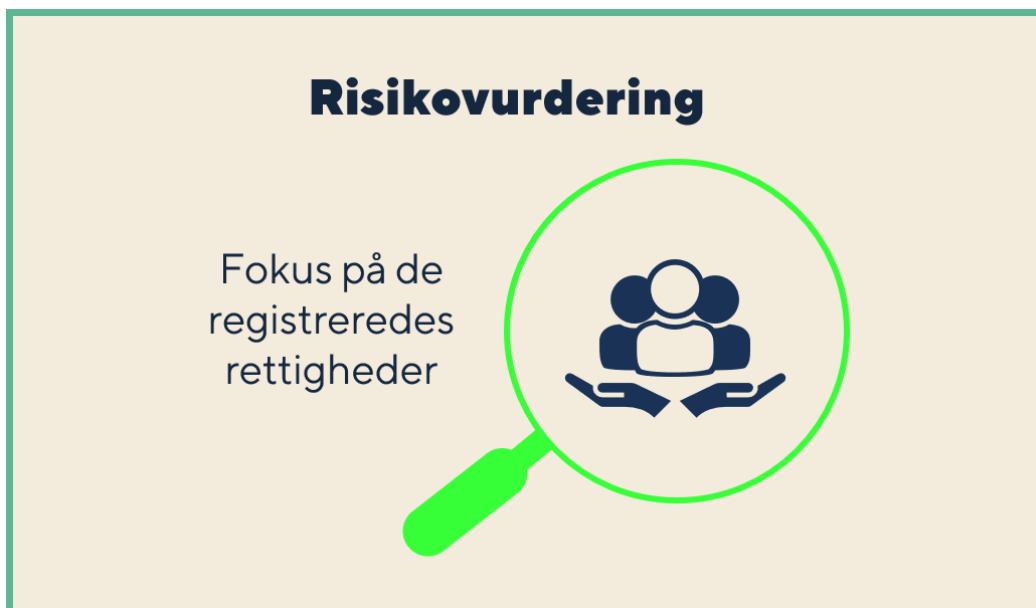 Risikovurdering
Fokus på de
registreredes
rettigheder